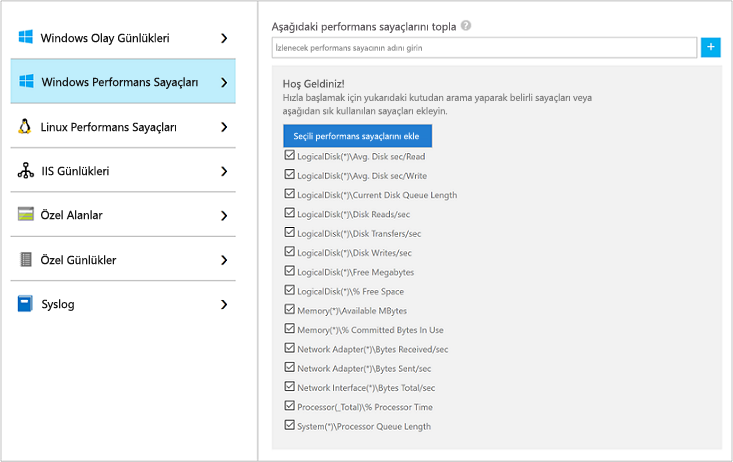 Windows Olay Günlükleri
Windows Performans Sayaçları
Linux Performans Sayaçları
IIS Günlükleri
Özel Alanlar
Özel Günlükler
Syslog
Aşağıdaki performans sayaçlarını topla ?
İzlenecek performans sayacının adını girin
+
Hoş Geldiniz!
Hızla başlamak için yukarıdaki kutudan arama yaparak belirli sayaçları veya
aşağıdan sık kullanılan sayaçları ekleyin.
Seçili performans sayaçlarını ekle
LogicalDisk(*)\Avg. Disk sec/Read
LogicalDisk(*)\Avg. Disk sec/Write
LogicalDisk(*)\Current Disk Queue Length
LogicalDisk(*)\Disk Reads/sec
LogicalDisk(*)\Disk Transfers/sec
LogicalDisk(*)\Disk Writes/sec
LogicalDisk(*)\Free Megabytes
LogicalDisk(*)\% Free Space
Memory(*)\Available MBytes
Memory(*)\% Committed Bytes In Use
Network Adapter(*)\Bytes Received/sec
Network Adapter(*)\Bytes Sent/sec
Network Interface(*)\Bytes Total/sec
Processor(_Total)\% Processor Time
System(*)\Processor Queue Length